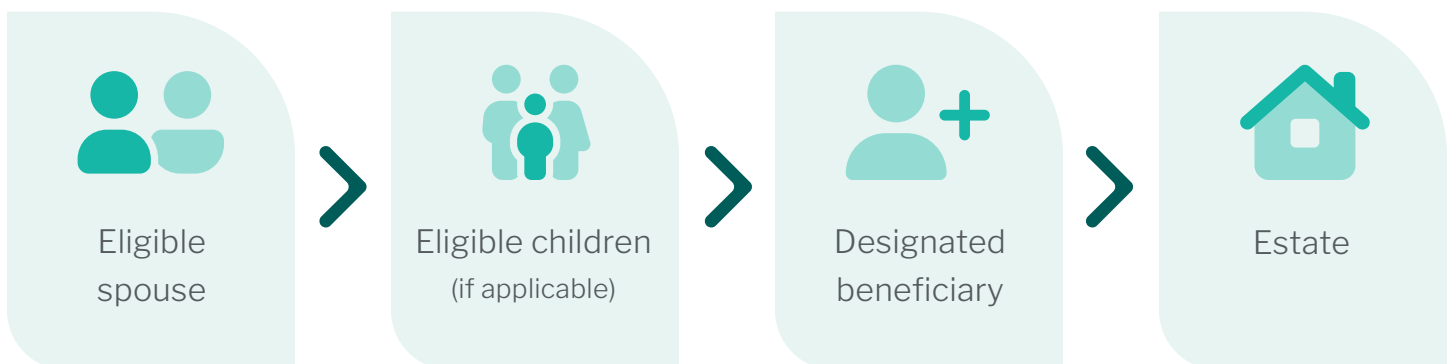 Eligible
spouse
Eligible children
(if applicable)
Designated
beneficiary
Estate